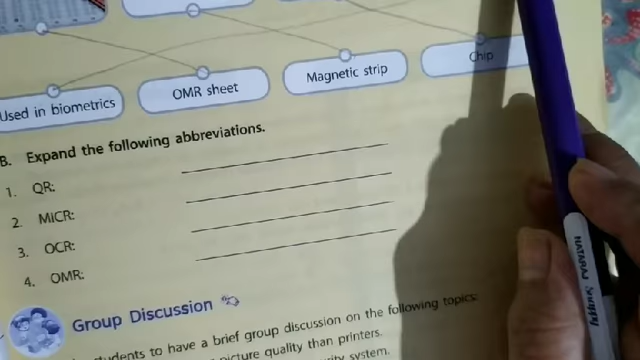 Used in biometrics
OMR sheet
Magnetic strip
Chip
B. Expand the following abbreviations.
1. QR:
2. MICR:
3. OCR:
4. OMR:
Group Discussion
students to have a brief group discussion on the following topics:
picture quality than printers.
system.
NATARAJ